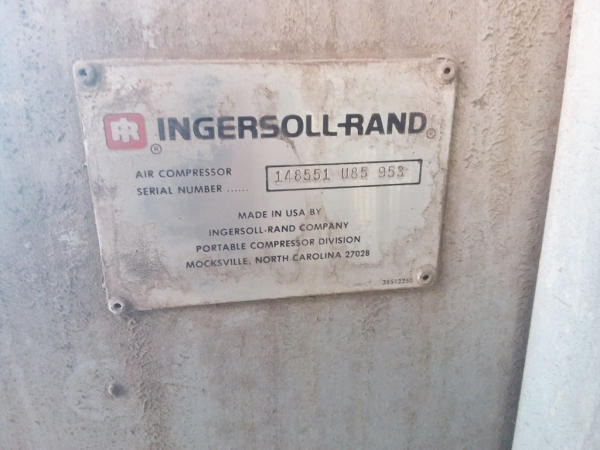 IR INGERSOLL-RAND®
®
AIR COMPRESSOR
SERIAL NUMBER ...... 148551 U85 953
MADE IN USA BY
INGERSOLL-RAND COMPANY
PORTABLE COMPRESSOR DIVISION
MOCKSVILLE, NORTH CAROLINA 27028